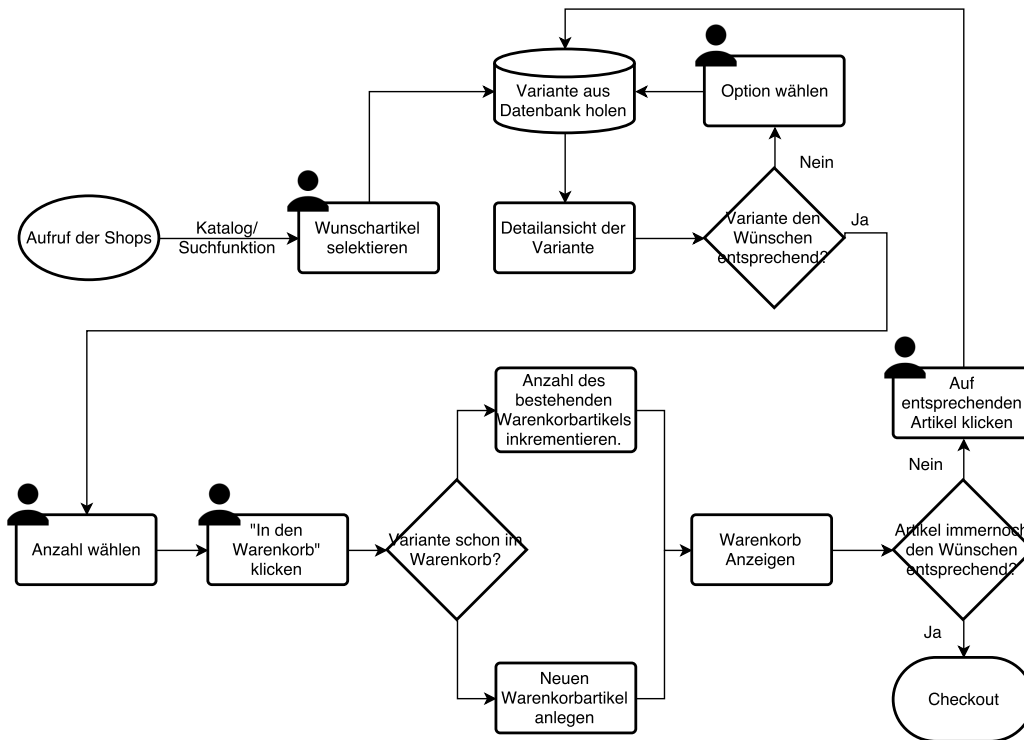 Variante aus
Datenbank holen
Option wählen
Nein
Aufruf der Shops
Katalog/
Suchfunktion
Wunschartikel
selektieren
Detailansicht der
Variante
Variante den
Wünschen
entsprechend?
Ja
Anzahl des
bestehenden
Warenkorbartikels
inkrementieren.
Auf
entsprechenden
Artikel klicken
Nein
Anzahl wählen
"In den
Warenkorb"
klicken
Variante schon im
Warenkorb?
Warenkorb
Anzeigen
Artikel immernoch
den Wünschen
entsprechend?
Ja
Neuen
Warenkorbartikel
anlegen
Checkout